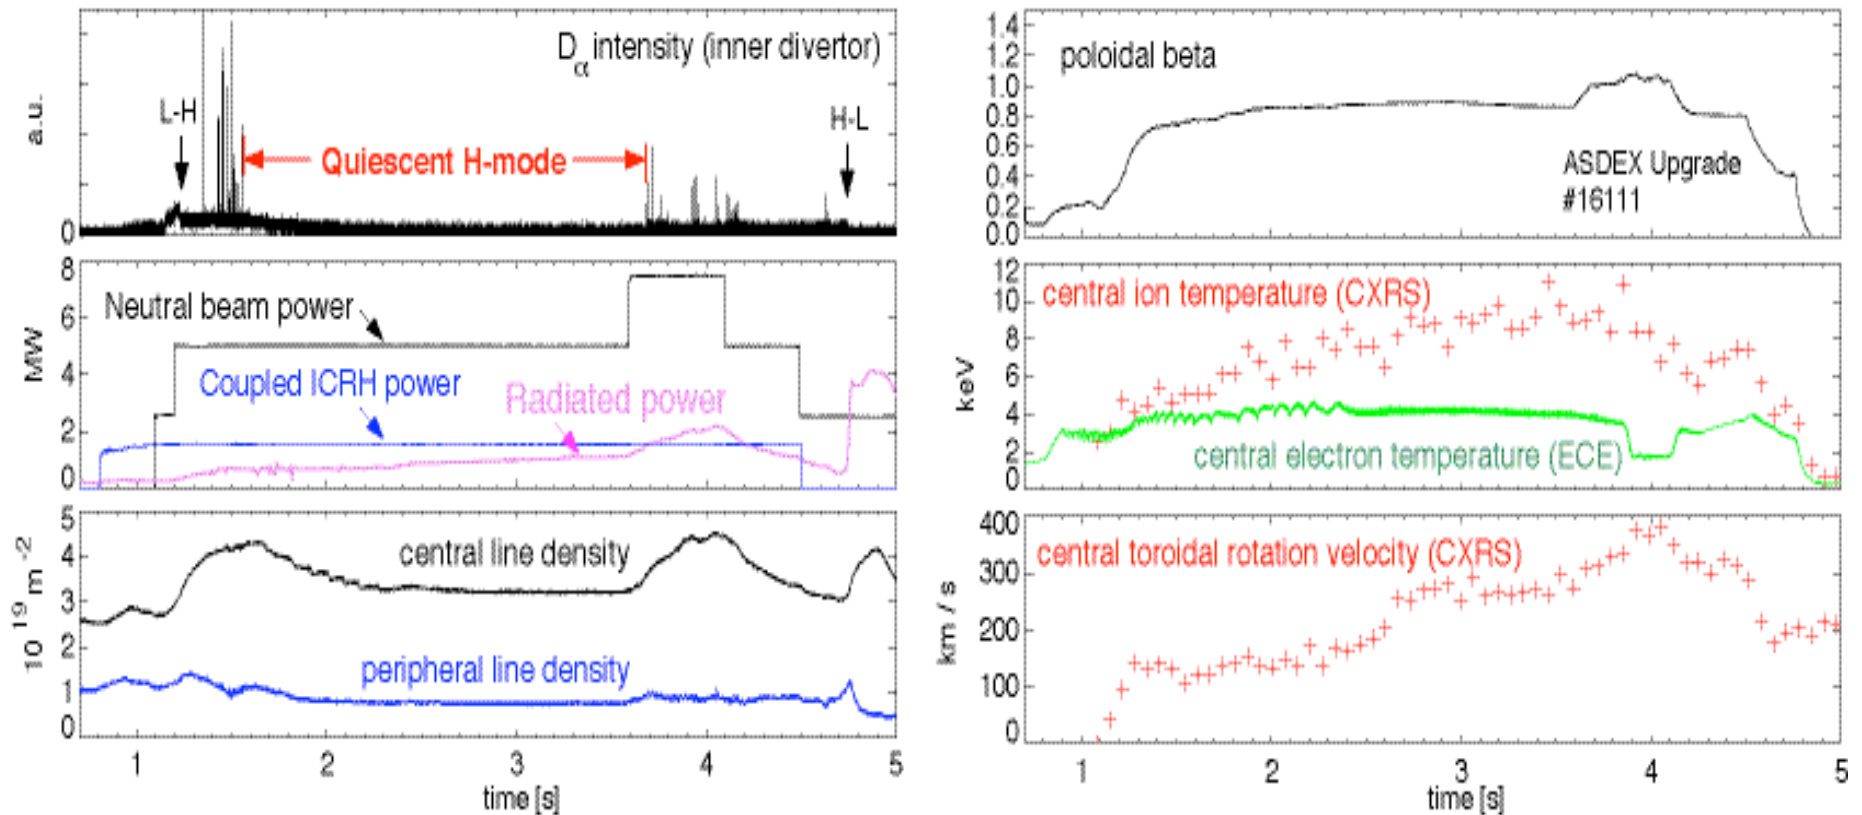 D α intensity (inner divertor)
a.u.
L-H
H-L
Quiescent H-mode
0
8
6
4
2
0
MW
Neutral beam power
Coupled ICRH power
Radiated power
5
4
3
2
1
0
10 19 m -2
central line density
peripheral line density
1 2 3 4 5
time [s]
1.4
1.2
1.0
0.8
0.6
0.4
0.2
0.0
poloidal beta
ASDEX Upgrade
#16111
12
10
8
6
4
2
0
keV
central ion temperature (CXRS)
central electron temperature (ECE)
400
300
200
100
0
km / s
central toroidal rotation velocity (CXRS)
1 2 3 4 5
time [s]